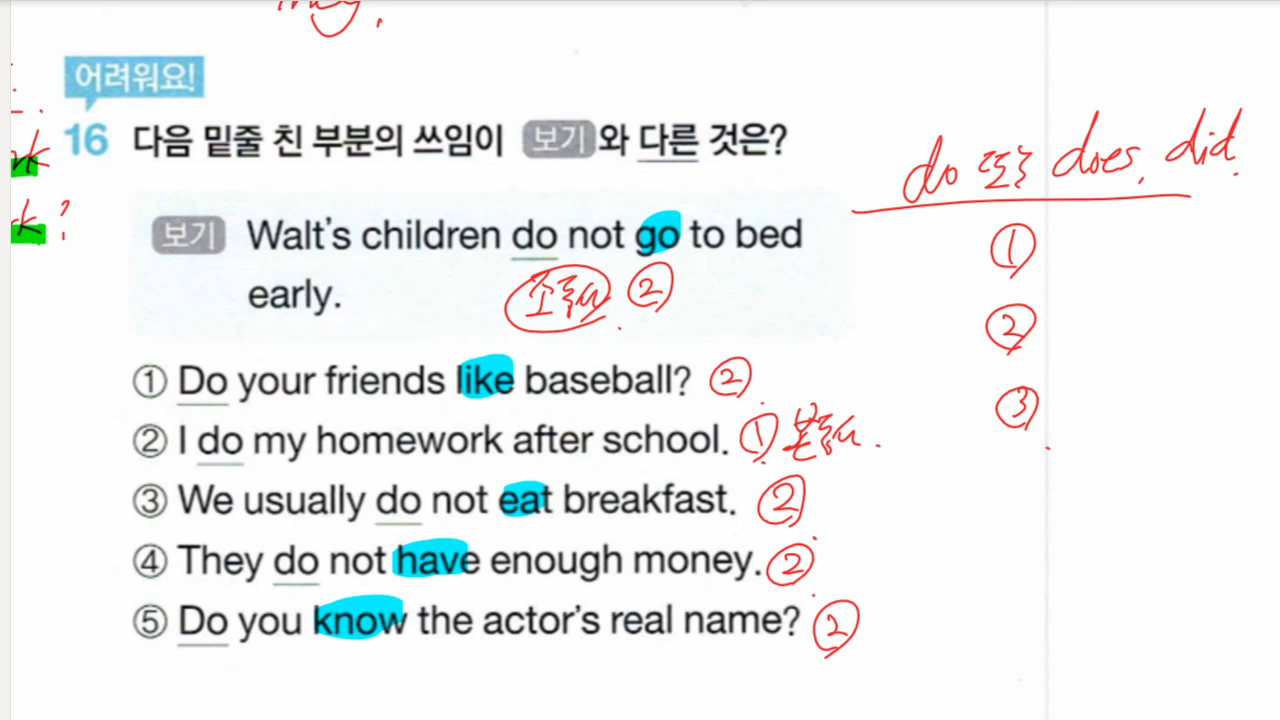 어려워요!
do 또는 does, did.
16 다음 밑줄 친 부분의 쓰임이 보기 와 다른 것은?
k ?
①
보기 Walt's children do not go to bed
early.
조동사 ②
②
① Do your friends like baseball? ②
③
② I do my homework after school. ① 본동사.
③ We usually do not eat breakfast. ②
④ They do not have enough money. ②
⑤ Do you know the actor's real name? ②